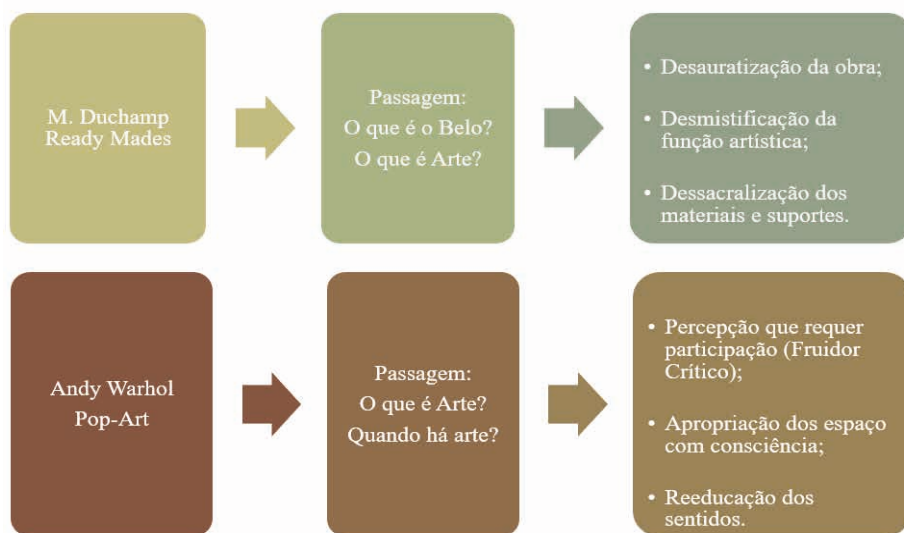 M. Duchamp
Ready Mades
Passagem:
O que é o Belo?
O que é Arte?
• Desauratização da obra;
• Desmistificação da
função artística;
• Dessacralização dos
materiais e suportes.
Andy Warhol
Pop-Art
Passagem:
O que é Arte?
Quando há arte?
• Percepção que requer
participação (Fruidor
Crítico);
• Apropriação dos espaço
com consciência;
• Reeducação dos
sentidos.